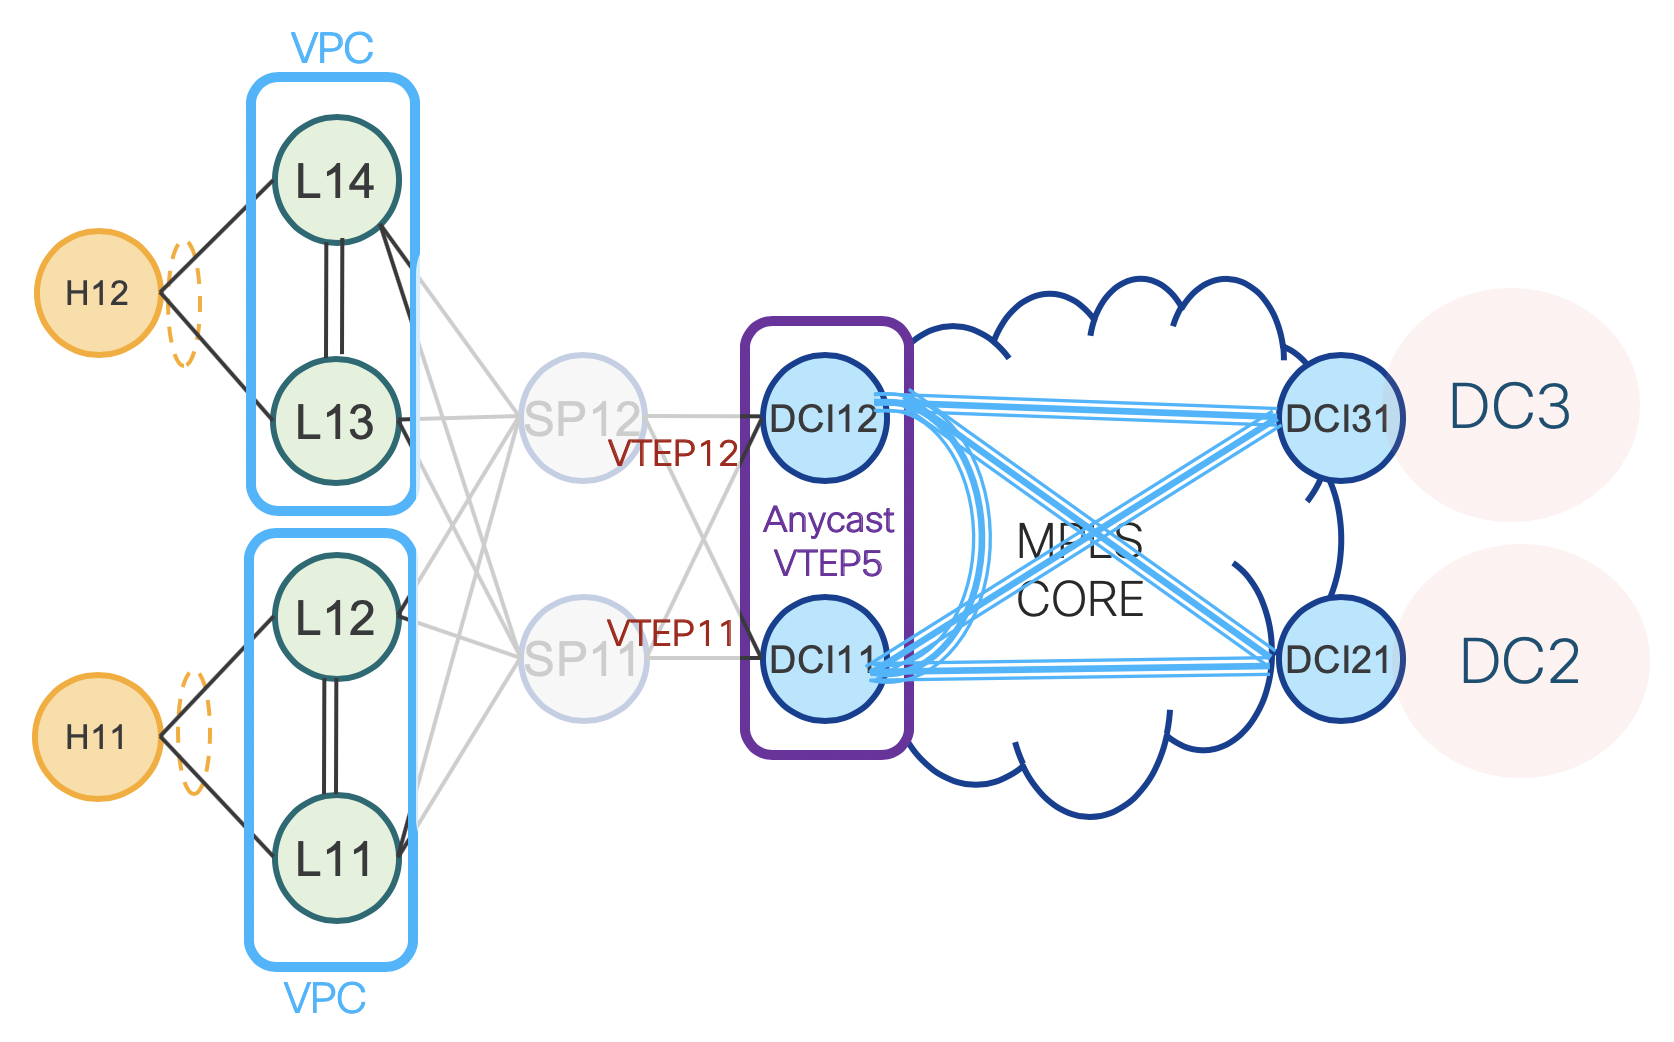 VPC
L14
H12
L13
SP12
DCI12
DCI31
DC3
VTEP12
Anycast
VTEP5
MPLS
CORE
L12
VTEP11
SP11
DCI11
DCI21
DC2
H11
L11
VPC